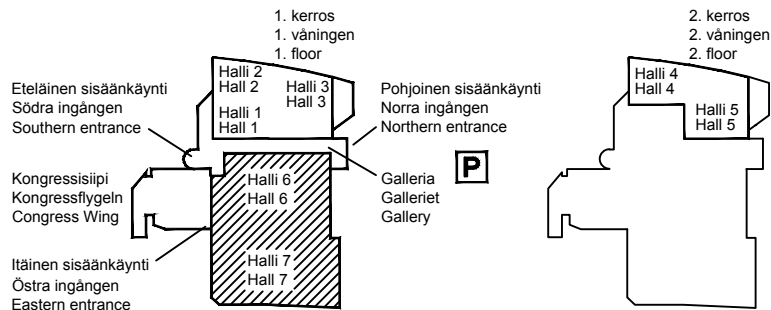 1. kerros
1. våningen
1. floor
Halli 2
Hall 2
Halli 3
Hall 3
Halli 1
Hall 1
Eteläinen sisäänkäynti
Södra ingången
Southern entrance
Pohjoinen sisäänkäynti
Norra ingången
Northern entrance
Kongressisiipi
Kongressflygeln
Congress Wing
Halli 6
Hall 6
Galleria
Galleriet
Gallery
P
Halli 7
Hall 7
Itäinen sisäänkäynti
Östra ingången
Eastern entrance
2. kerros
2. våningen
2. floor
Halli 4
Hall 4
Halli 5
Hall 5